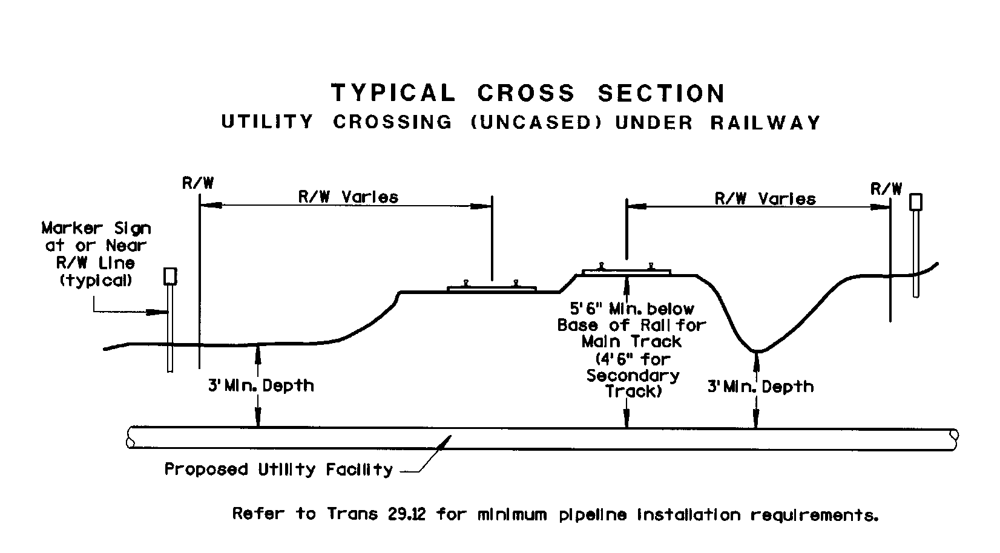 TYPICAL CROSS SECTION
UTILITY CROSSING (UNCASED) UNDER RAILWAY
R/W
R/W Varies
R/W Varies
R/W
Marker Sign
at or Near
R/W Line
(typical)
5'6" Min. below
Base of Rail for
Main Track
(4'6" for
Secondary
Track)
3' Min. Depth
3' Min. Depth
Proposed Utility Facility
Refer to Trans 29.12 for minimum pipeline installation requirements.